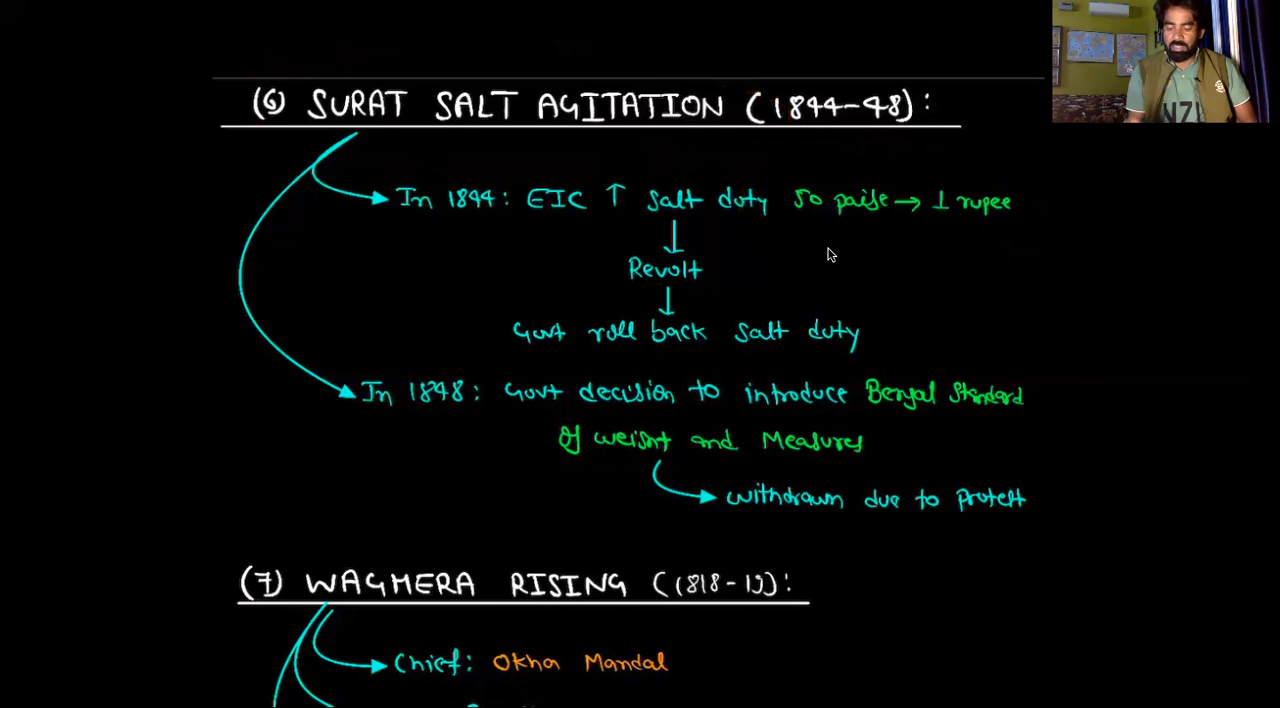 (6) SURAT SALT AGITATION (1844-48):
In 1844: EIC ↑ salt duty 50 paise → 1 rupee
↓
Revolt
↓
Govt roll back salt duty
In 1848: Govt decision to introduce Bengal Standard
Of weight and Measures
withdrawn due to protest
(7) WAGHERA RISING (1818-19):
Chief: Okha Mandal